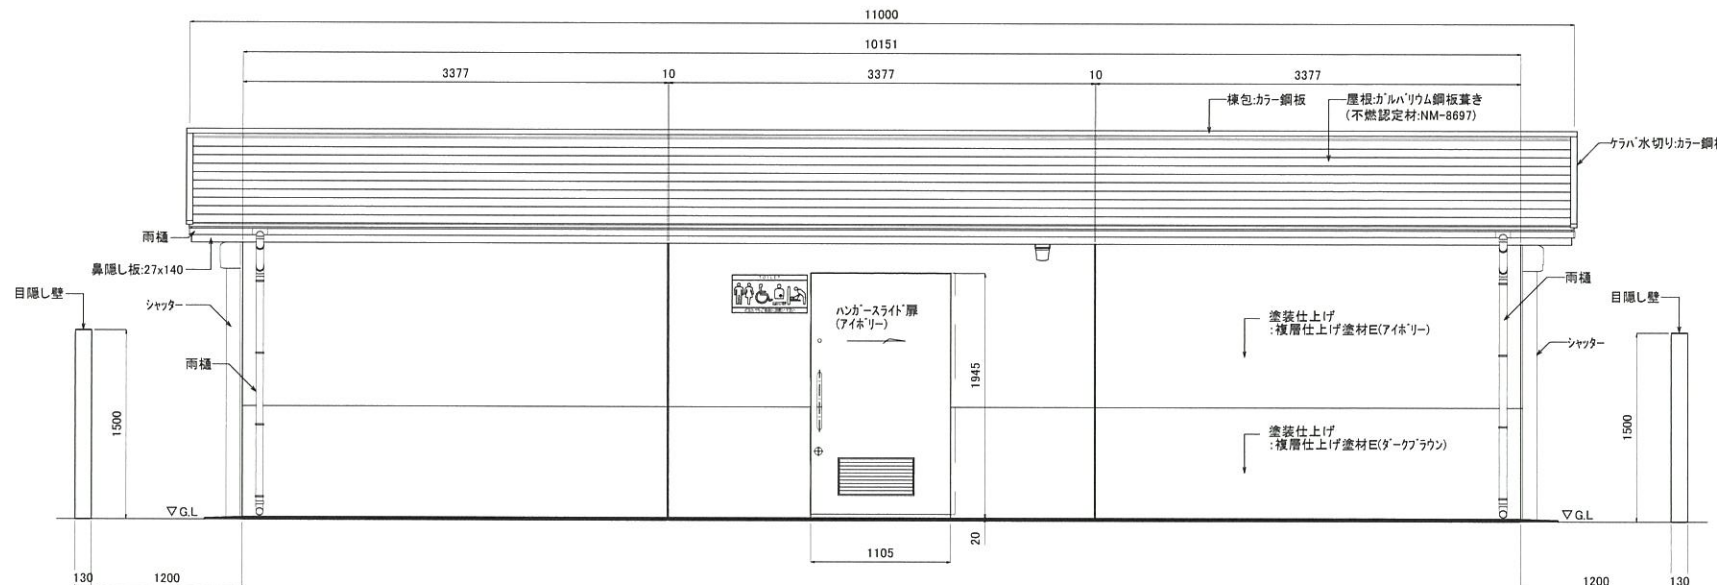 11000
10151
3377
10
3377
10
3377
棟包:カラー鋼板
屋根:ガルバリウム鋼板葺き
(不燃認定材:NM-8697)
ケラバ水切り:カラー鋼板
雨樋
鼻隠し板:27x140
目隠し壁
シャッター
雨樋
1500
▽G.L
TOILET
ハンガースライド扉
(アイボリー)
1945
塗装仕上げ
:複層仕上げ塗材E(アイボリー)
塗装仕上げ
:複層仕上げ塗材E(ダークブラウン)
雨樋
目隠し壁
シャッター
1500
▽G.L
20
1105
130
1200
1200
130